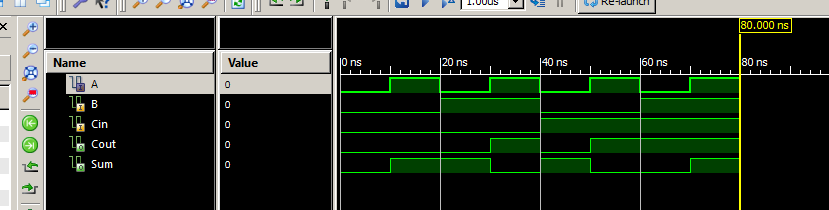 1.00us Re-launch
80.000 ns
Name Value
0 ns 20 ns 40 ns 60 ns 80 ns
A 0
B 0
Cin 0
Cout 0
Sum 0